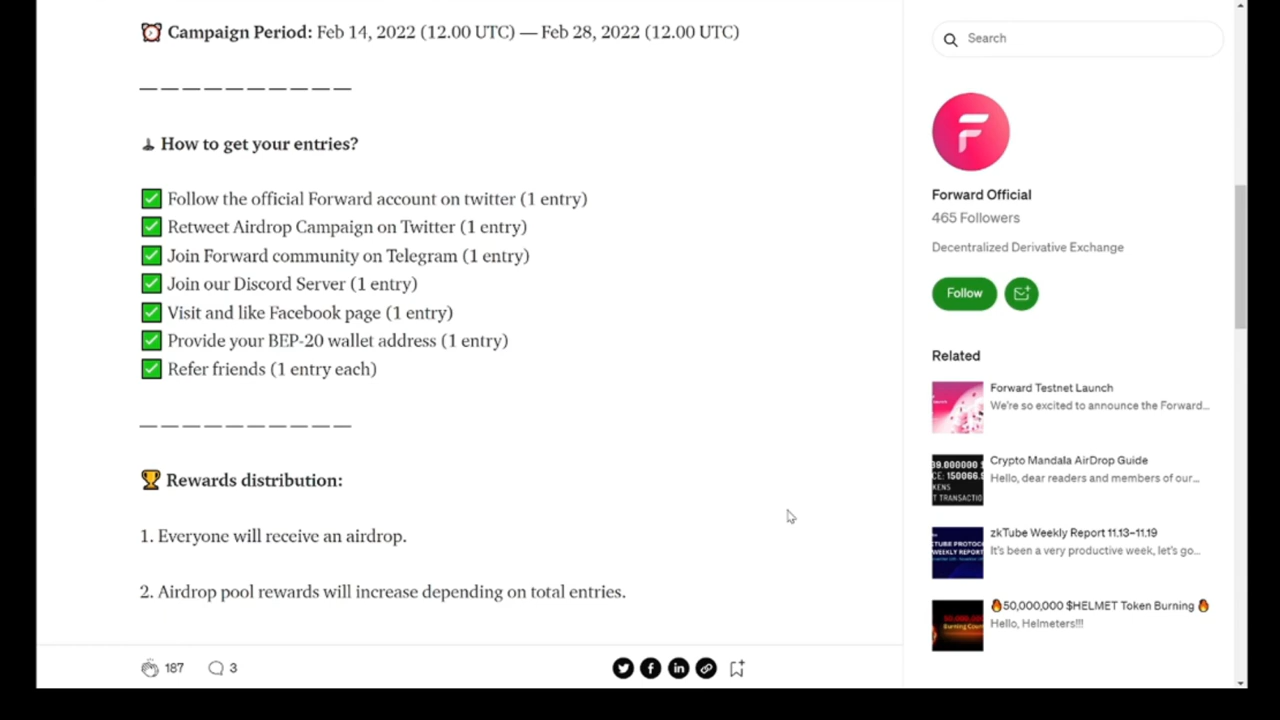 Campaign Period: Feb 14, 2022 (12.00 UTC) — Feb 28, 2022 (12.00 UTC)
— — — — — — — — — —
How to get your entries?
Follow the official Forward account on twitter (1 entry)
Retweet Airdrop Campaign on Twitter (1 entry)
Join Forward community on Telegram (1 entry)
Join our Discord Server (1 entry)
Visit and like Facebook page (1 entry)
Provide your BEP-20 wallet address (1 entry)
Refer friends (1 entry each)
— — — — — — — — — —
Rewards distribution:
1. Everyone will receive an airdrop.
2. Airdrop pool rewards will increase depending on total entries.
187
3
Search
Forward Official
465 Followers
Decentralized Derivative Exchange
Follow
Related
Forward Testnet Launch
We're so excited to announce the Forward...
Crypto Mandala AirDrop Guide
Hello, dear readers and members of our...
zkTube Weekly Report 11.13–11.19
It's been a very productive week, let's go...
🔥50,000,000 $HELMET Token Burning 🔥
Hello, Helmeters!!!